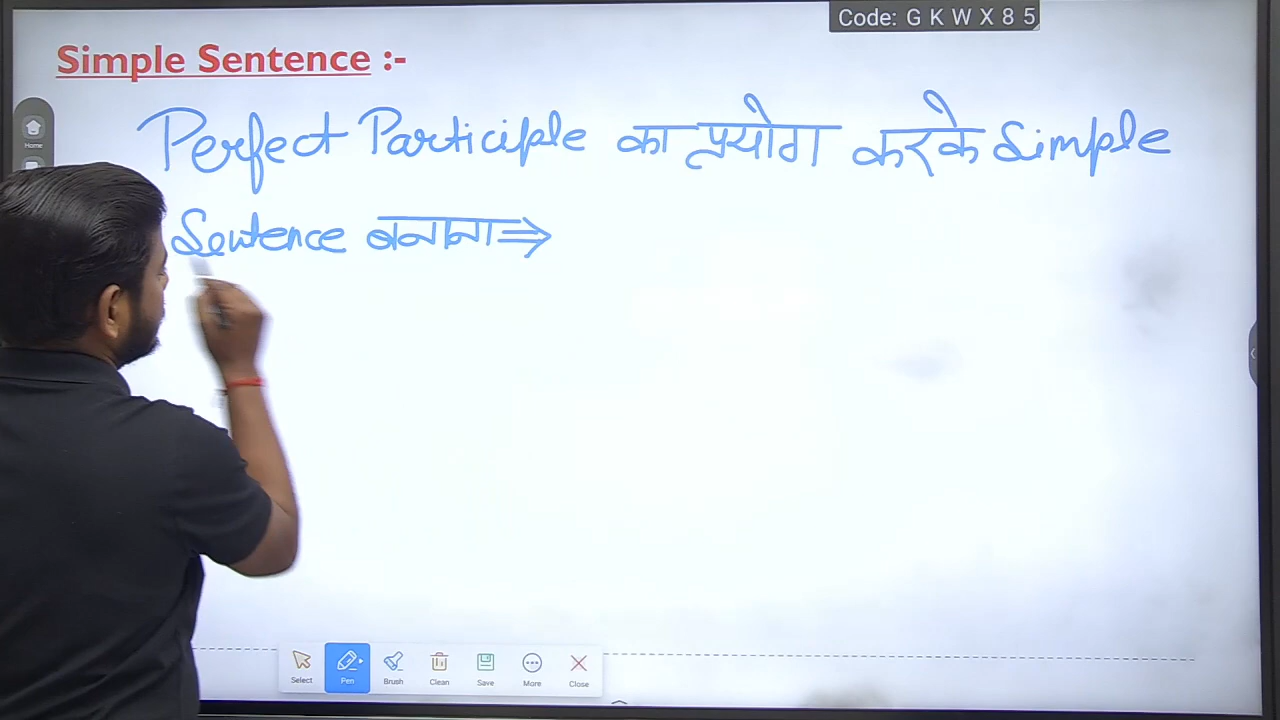 Code: G K W X 8 5
Simple Sentence :-
Home
Perfect Participle का प्रयोग करके Simple
Sentence बनाना ⇒
Select Pen Brush Clean Save More Close